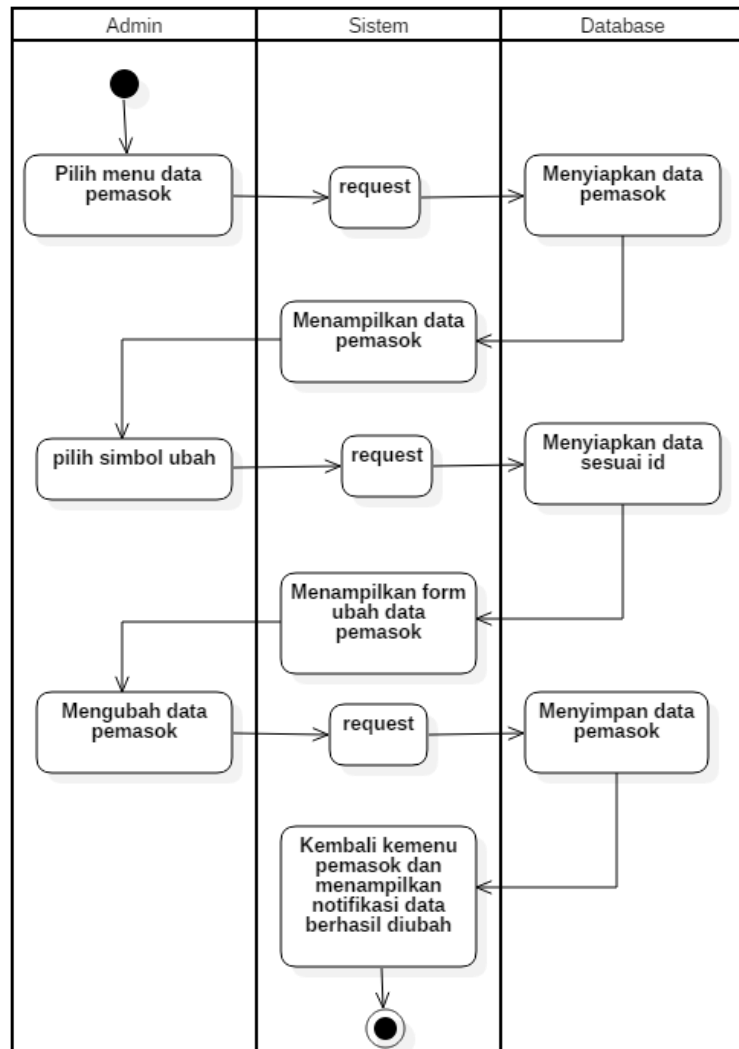 Admin
Sistem
Database
Pilih menu data
pemasok
request
Menyiapkan data
pemasok
Menampilkan data
pemasok
pilih simbol ubah
request
Menyiapkan data
sesuai id
Menampilkan form
ubah data
pemasok
Mengubah data
pemasok
request
Menyimpan data
pemasok
Kembali kemenu
pemasok dan
menampilkan
notifikasi data
berhasil diubah